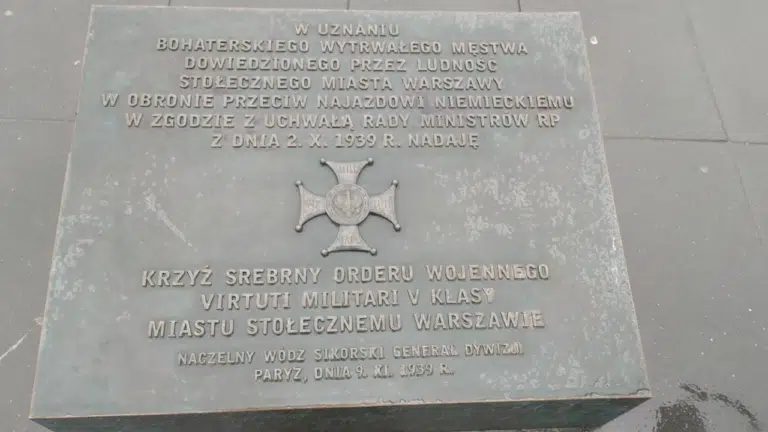 W UZNANIU
BOHATERSKIEGO WYTRWAŁEGO MĘSTWA
DOWIEDZIONEGO PRZEZ LUDNOŚĆ
STOŁECZNEGO MIASTA WARSZAWY
W OBRONIE PRZECIW NAJAZDOWI NIEMIECKIEMU
W ZGODZIE Z UCHWAŁĄ RADY MINISTRÓW RP
Z DNIA 2. X. 1939 R. NADAJĘ
KRZYŻ SREBRNY ORDERU WOJENNEGO
VIRTUTI MILITARI V KLASY
MIASTU STOŁECZNEMU WARSZAWIE
NACZELNY WÓDZ SIKORSKI GENERAŁ DYWIZJI
PARYŻ, DNIA 9. XI. 1939 R.